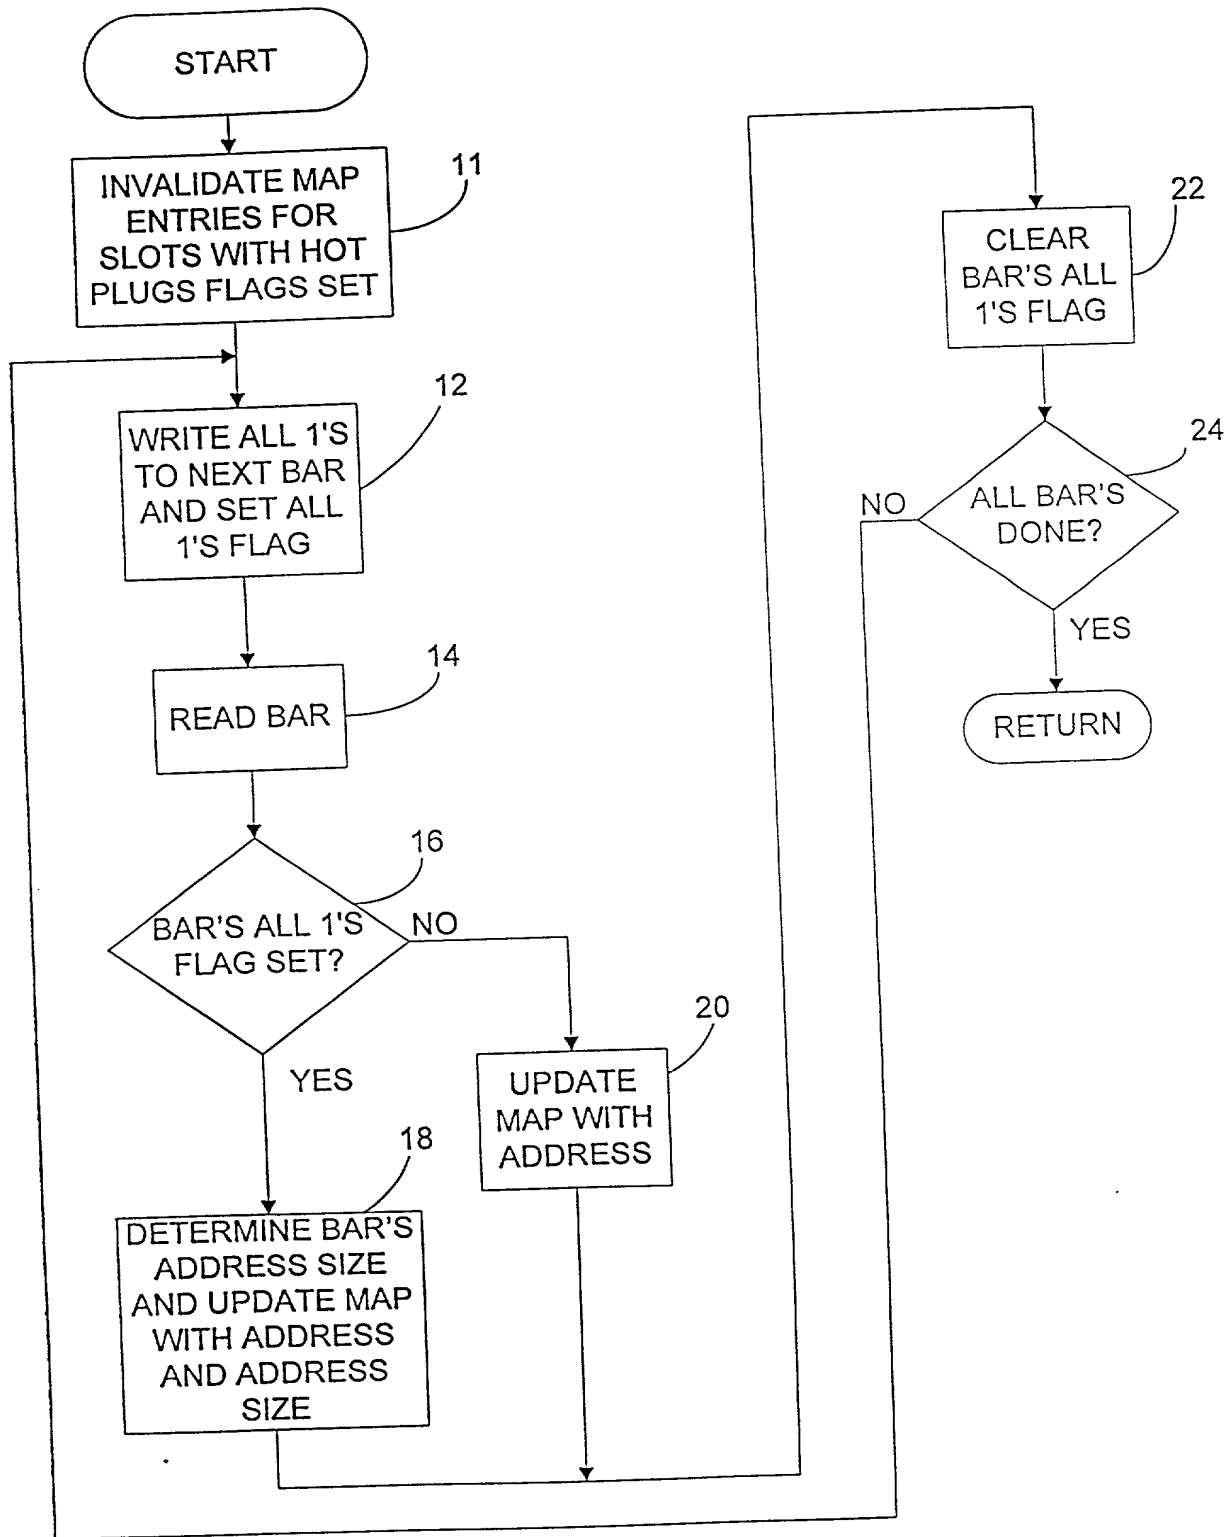 START
INVALIDATE MAP
ENTRIES FOR
SLOTS WITH HOT
PLUGS FLAGS SET
11
WRITE ALL 1'S
TO NEXT BAR
AND SET ALL
1'S FLAG
12
READ BAR
14
BAR'S ALL 1'S
FLAG SET?
16
NO
YES
UPDATE
MAP WITH
ADDRESS
20
DETERMINE BAR'S
ADDRESS SIZE
AND UPDATE MAP
WITH ADDRESS
AND ADDRESS
SIZE
18
CLEAR
BAR'S ALL
1'S FLAG
22
ALL BAR'S
DONE?
24
NO
YES
RETURN